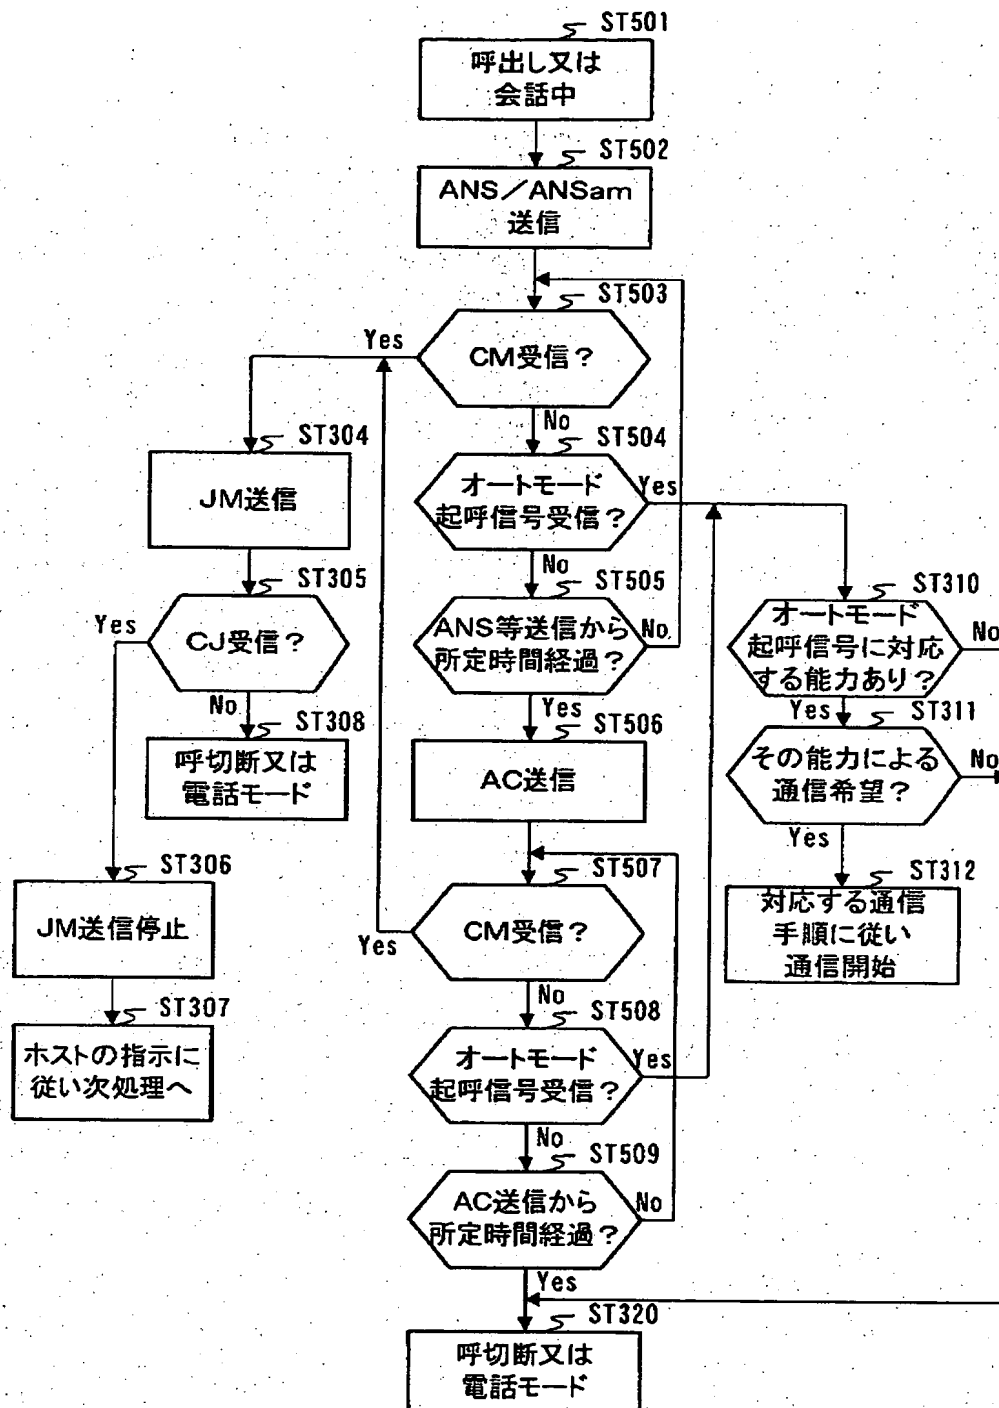 ST501
呼出し又は
会話中
ST502
ANS／ANSam
送信
ST503
CM受信？
Yes
No
ST304
JM送信
ST504
オートモード
起呼信号受信？
Yes
No
ST305
CJ受信？
Yes
No
ST505
ANS等送信から
所定時間経過？
No
Yes
ST310
オートモード
起呼信号に対応
する能力あり？
No
Yes
ST308
呼切断又は
電話モード
ST506
AC送信
ST311
その能力による
通信希望？
No
Yes
ST306
JM送信停止
ST507
CM受信？
Yes
No
ST312
対応する通信
手順に従い
通信開始
ST307
ホストの指示に
従い次処理へ
ST508
オートモード
起呼信号受信？
Yes
No
ST509
AC送信から
所定時間経過？
No
Yes
ST320
呼切断又は
電話モード